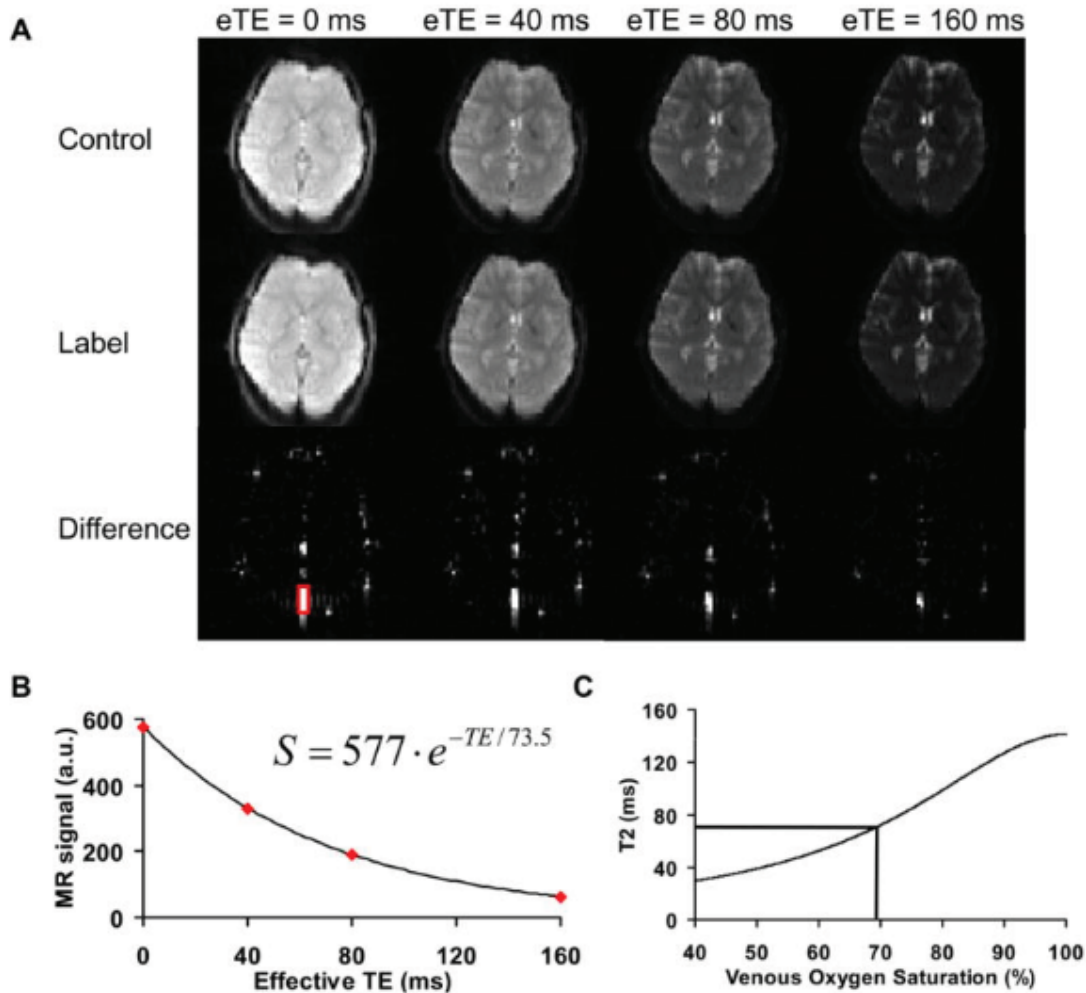 A
eTE = 0 ms eTE = 40 ms eTE = 80 ms eTE = 160 ms
Control
Label
Difference
B
MR signal (a.u.)
600
400
200
0
S = 577 · e^{-TE/73.5}
0 40 80 120 160
Effective TE (ms)
C
T2 (ms)
160
120
80
40
0
40 50 60 70 80 90 100
Venous Oxygen Saturation (%)